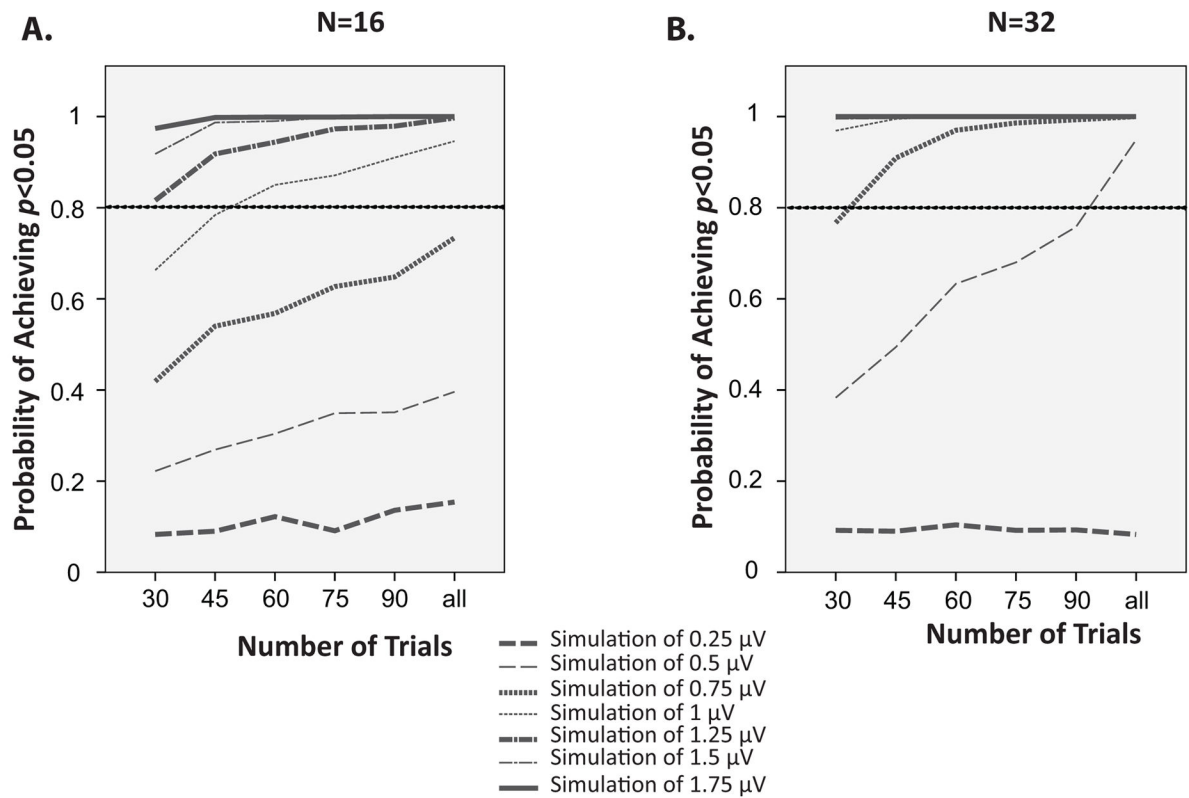 A.
N=16
Probability of Achieving p<0.05
1
0.8
0.6
0.4
0.2
0
30 45 60 75 90 all
Number of Trials
B.
N=32
Probability of Achieving p<0.05
1
0.8
0.6
0.4
0.2
0
30 45 60 75 90 all
Number of Trials
Simulation of 0.25 µV
Simulation of 0.5 µV
Simulation of 0.75 µV
Simulation of 1 µV
Simulation of 1.25 µV
Simulation of 1.5 µV
Simulation of 1.75 µV